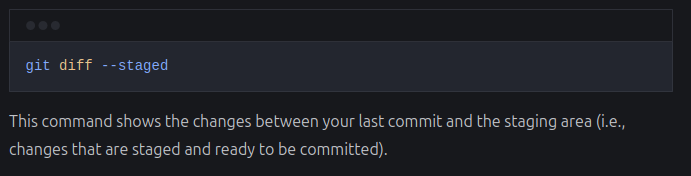 git diff --staged
This command shows the changes between your last commit and the staging area (i.e.,
changes that are staged and ready to be committed).